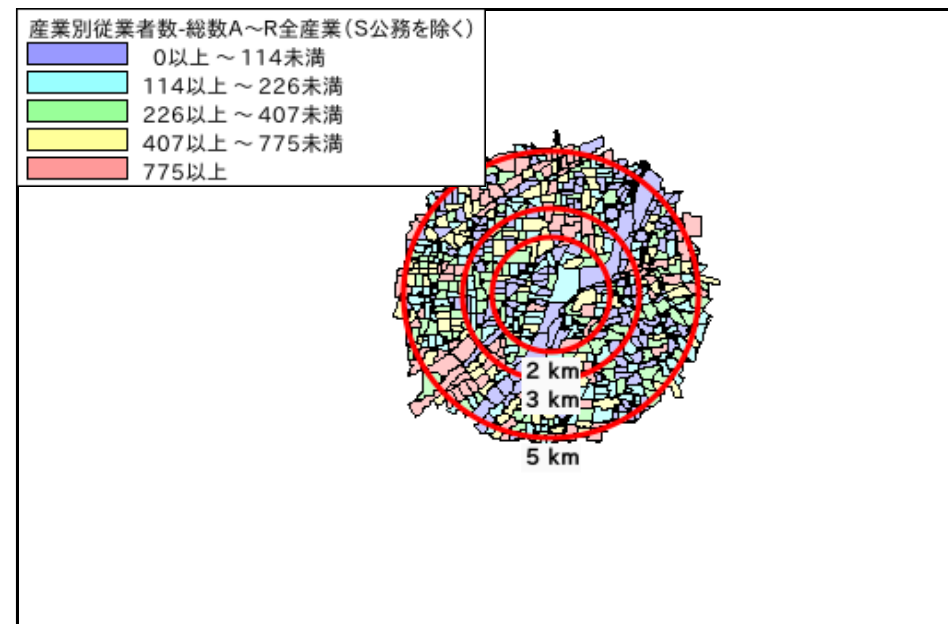 産業別従業者数-総数A～R全産業（S公務を除く）
0以上 ～ 114未満
114以上 ～ 226未満
226以上 ～ 407未満
407以上 ～ 775未満
775以上
2 km
3 km
5 km